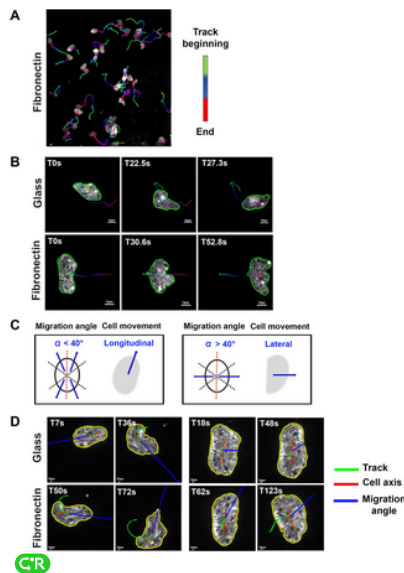 A
Track
beginning
End
Fibronectin
B
Glass
T0s
T22.5s
T27.3s
Fibronectin
T0s
T30.6s
T52.8s
C
Migration angle
Cell movement
α < 40°
Longitudinal
Migration angle
Cell movement
α > 40°
Lateral
D
Glass
T7s
T36s
T18s
T48s
Fibronectin
T50s
T72s
T62s
T123s
Track
Cell axis
Migration
angle
CiR